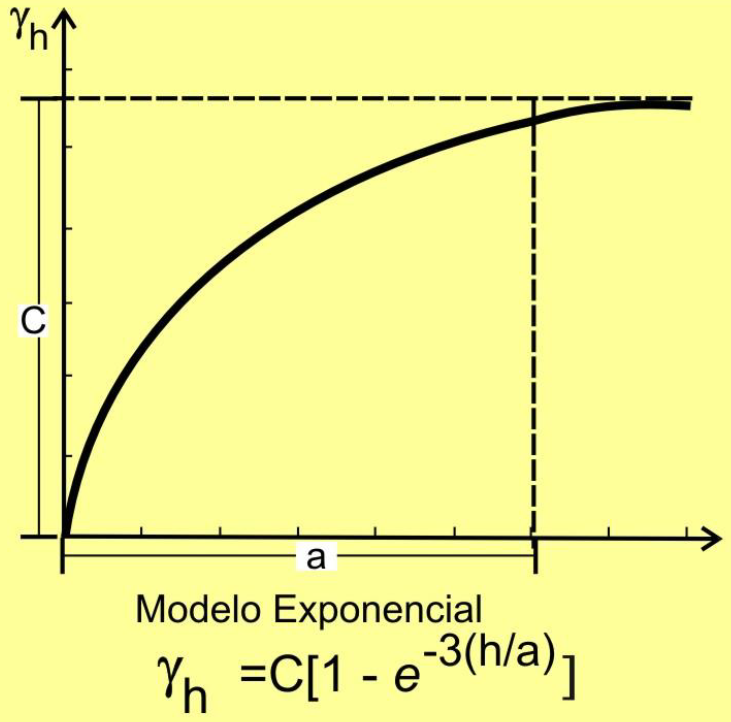 γh
C
a
Modelo Exponencial
γh =C[1 - e-3(h/a)]